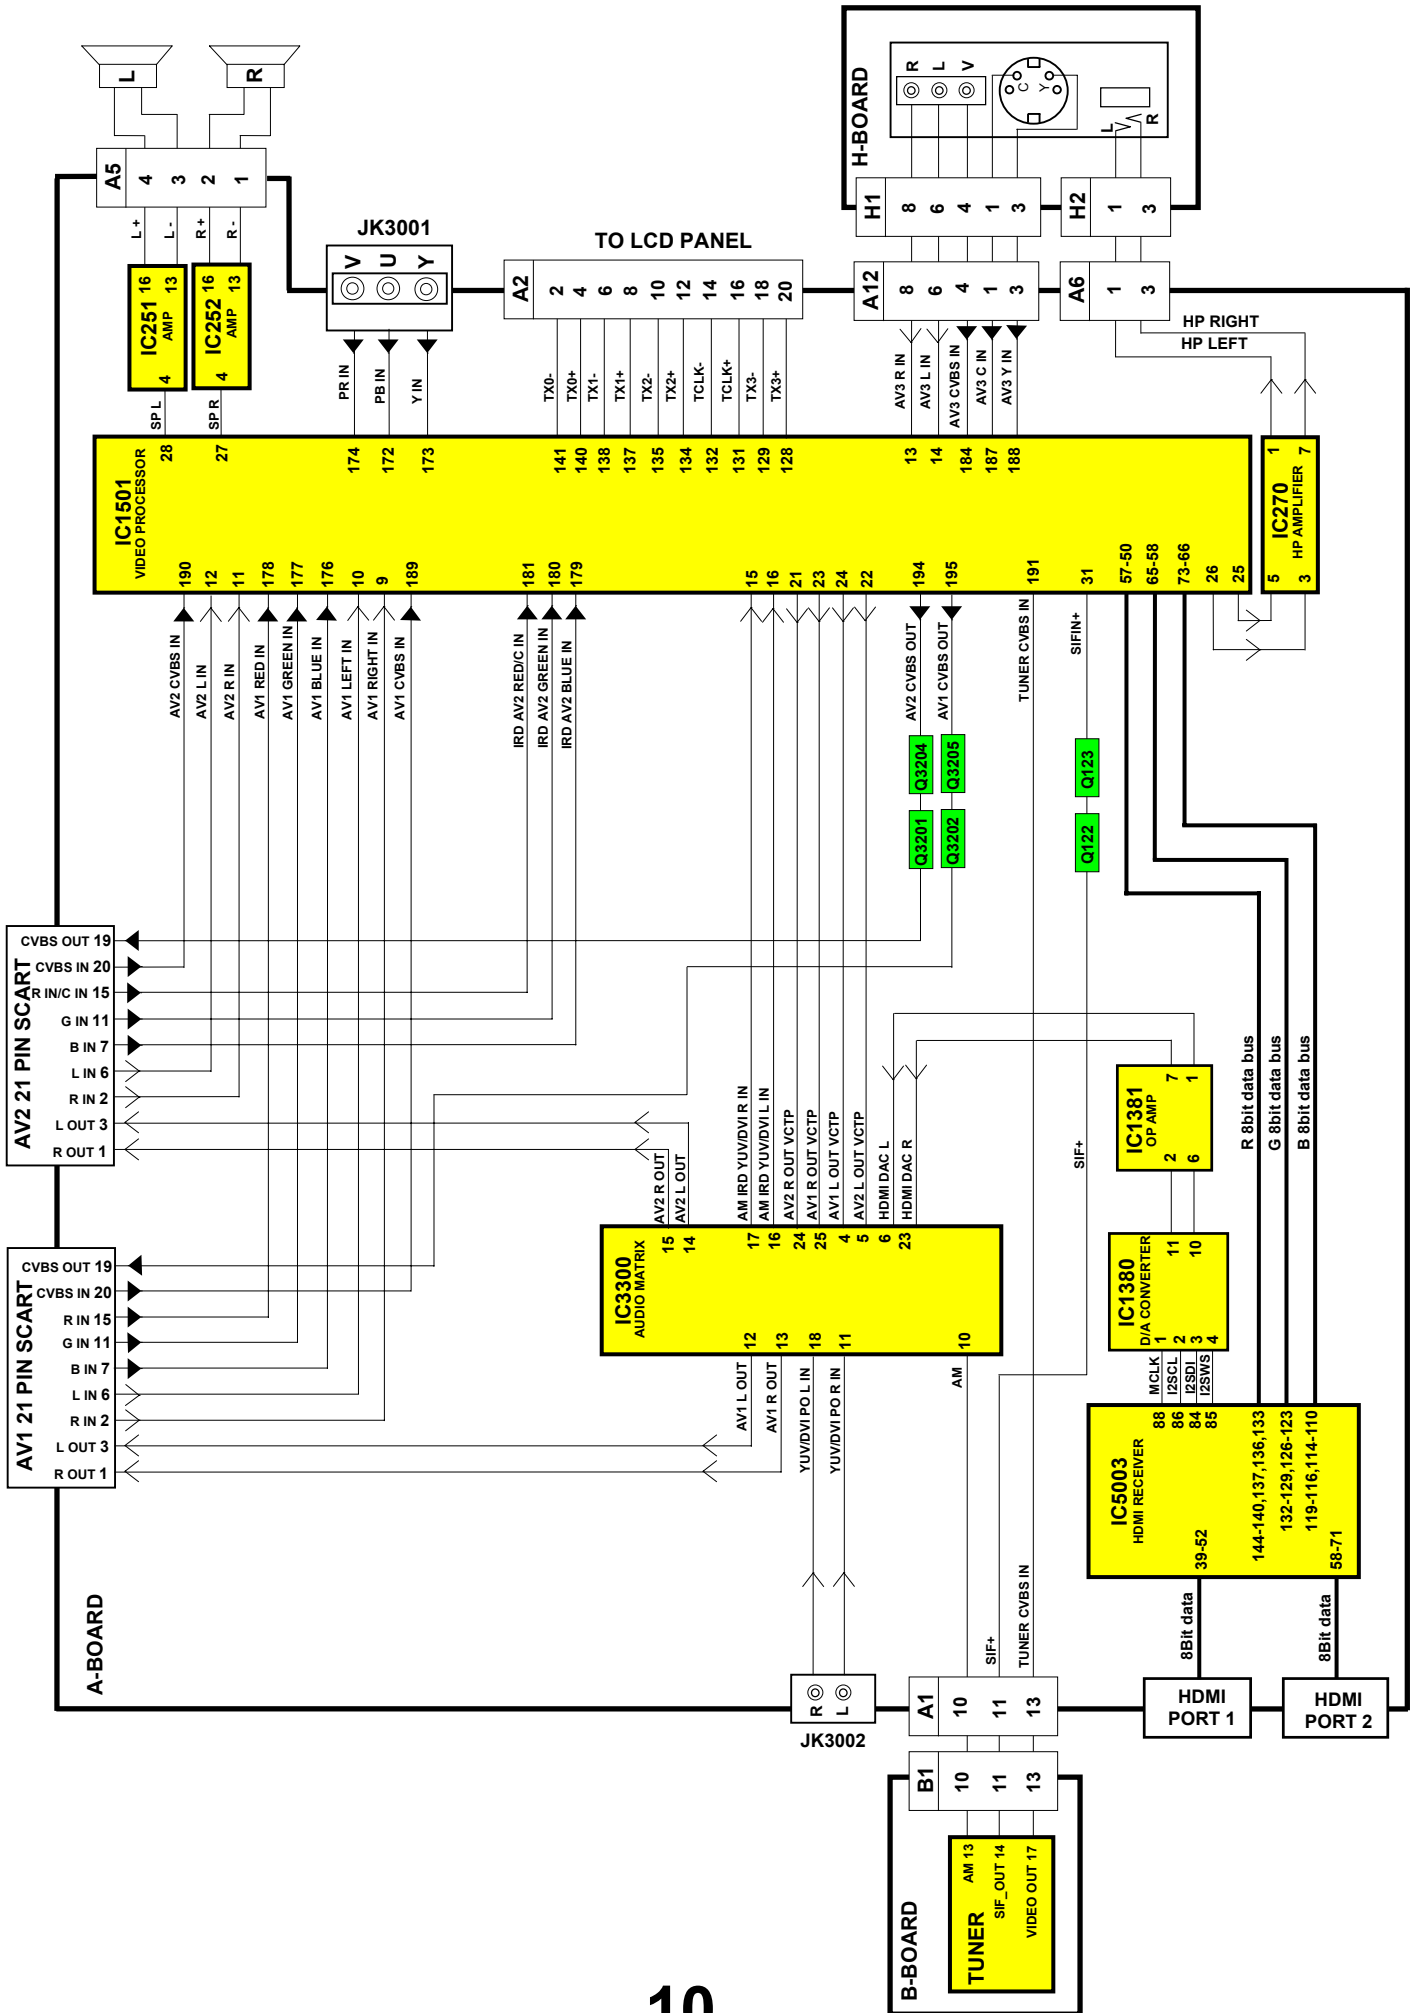 L
R
A5
4
3
2
1
L +
L -
R +
R -
IC251
AMP
16
13
4
IC252
AMP
16
13
4
SP L
SP R
28
27
JK3001
V
U
Y
PR IN
PB IN
Y IN
174
172
173
TO LCD PANEL
A2
2
4
6
8
10
12
14
16
18
20
TX0-
TX0+
TX1-
TX1+
TX2-
TX2+
TCLK-
TCLK+
TX3-
TX3+
141
140
138
137
135
134
132
131
129
128
H-BOARD
R
L
V
C
Y
L
R
H1
8
6
4
1
3
H2
1
3
A12
8
6
4
1
3
A6
1
3
AV3 R IN
AV3 L IN
AV3 CVBS IN
AV3 C IN
AV3 Y IN
13
14
184
187
188
HP RIGHT
HP LEFT
IC270
HP AMPLIFIER
1
7
5
3
IC1501
VIDEO PROCESSOR
190
12
11
178
177
176
10
9
189
181
180
179
15
16
21
23
24
22
194
195
191
31
57-50
65-58
73-66
26
25
AV2 CVBS IN
AV2 L IN
AV2 R IN
AV1 RED IN
AV1 GREEN IN
AV1 BLUE IN
AV1 LEFT IN
AV1 RIGHT IN
AV1 CVBS IN
IRD AV2 RED/C IN
IRD AV2 GREEN IN
IRD AV2 BLUE IN
AV2 CVBS OUT
AV1 CVBS OUT
TUNER CVBS IN
SIFIN+
Q3204
Q3205
Q3201
Q3202
Q123
Q122
AV2 21 PIN SCART
CVBS OUT 19
CVBS IN 20
R IN/C IN 15
G IN 11
B IN 7
L IN 6
R IN 2
L OUT 3
R OUT 1
AV1 21 PIN SCART
CVBS OUT 19
CVBS IN 20
R IN 15
G IN 11
B IN 7
L IN 6
R IN 2
L OUT 3
R OUT 1
AV2 R OUT
AV2 L OUT
AM IRD YUV/DVI R IN
AM IRD YUV/DVI L IN
AV2 R OUT VCTP
AV1 R OUT VCTP
AV1 L OUT VCTP
AV2 L OUT VCTP
HDMI DAC L
HDMI DAC R
SIF+
IC3300
AUDIO MATRIX
15
14
17
16
24
25
4
5
6
23
12
13
18
11
10
AV1 L OUT
AV1 R OUT
YUV/DVI PO L IN
YUV/DVI PO R IN
AM
IC1381
OP AMP
7
1
2
6
IC1380
D/A CONVERTER
11
10
1
2
3
4
MCLK
I2SCL
I2SDI
I2SWS
R 8bit data bus
G 8bit data bus
B 8bit data bus
IC5003
HDMI RECEIVER
88
86
84
85
144-140,137,136,133
132-129,126-123
119-116,114-110
39-52
58-71
8Bit data
8Bit data
HDMI
PORT 1
HDMI
PORT 2
A-BOARD
R
L
JK3002
SIF+
TUNER CVBS IN
A1
10
11
13
B1
10
11
13
B-BOARD
TUNER
AM 13
SIF_OUT 14
VIDEO OUT 17
10